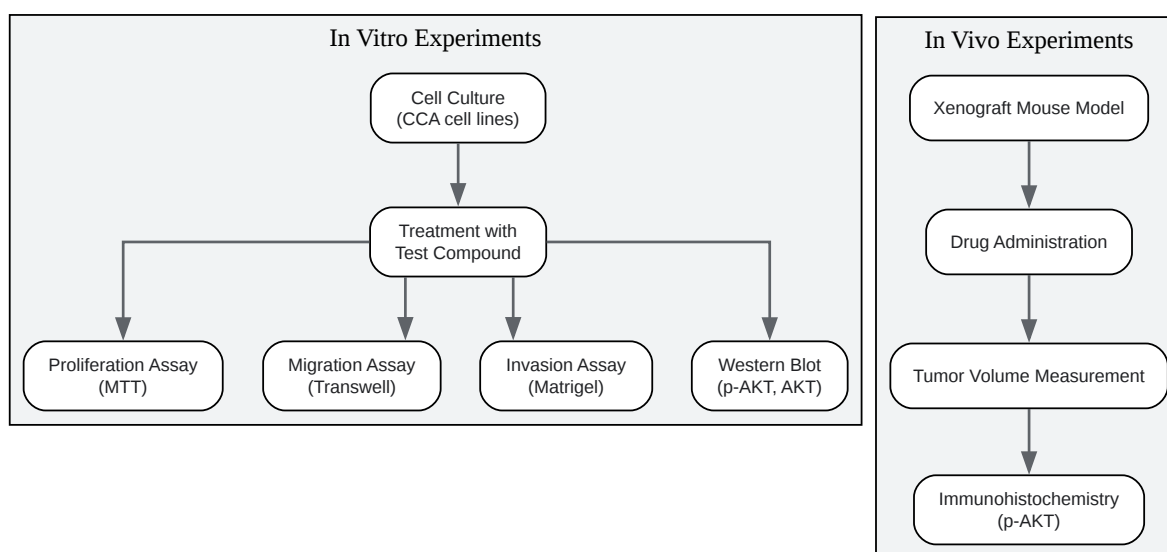 In Vitro Experiments
Cell Culture
(CCA cell lines)
Treatment with
Test Compound
Proliferation Assay
(MTT)
Migration Assay
(Transwell)
Invasion Assay
(Matrigel)
Western Blot
(p-AKT, AKT)
In Vivo Experiments
Xenograft Mouse Model
Drug Administration
Tumor Volume Measurement
Immunohistochemistry
(p-AKT)